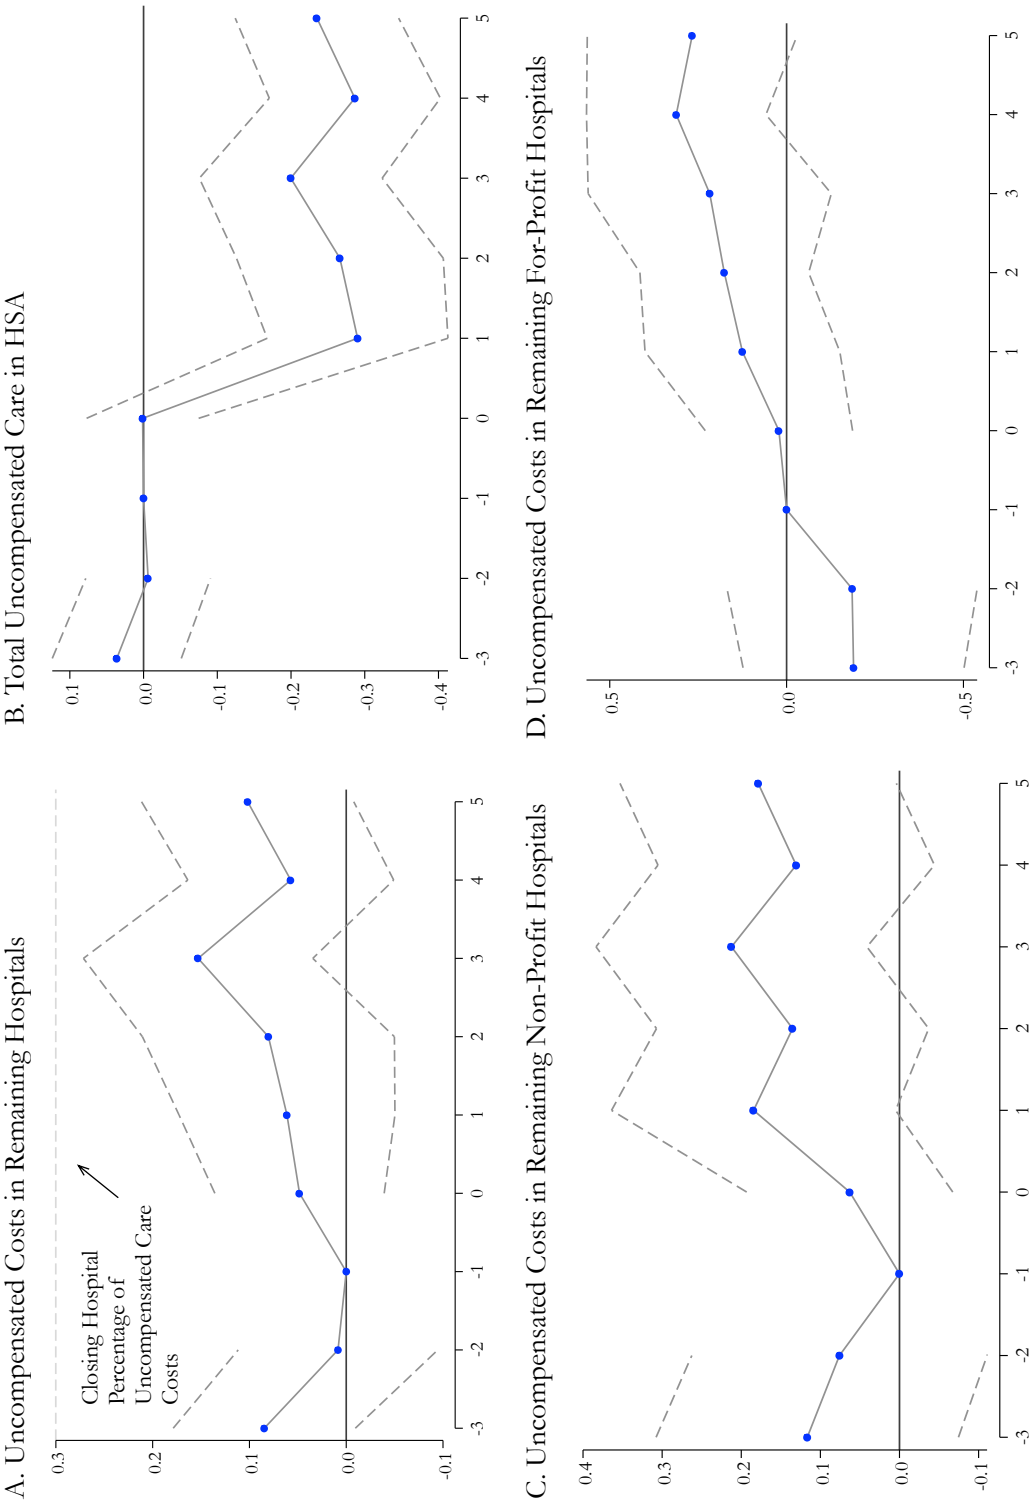 A. Uncompensated Costs in Remaining Hospitals
0.3
0.2
0.1
0.0
-0.1
Closing Hospital
Percentage of
Uncompensated Care
Costs
-3 -2 -1 0 1 2 3 4 5
B. Total Uncompensated Care in HSA
0.1
0.0
-0.1
-0.2
-0.3
-0.4
-3 -2 -1 0 1 2 3 4 5
C. Uncompensated Costs in Remaining Non-Profit Hospitals
0.4
0.3
0.2
0.1
0.0
-0.1
-3 -2 -1 0 1 2 3 4 5
D. Uncompensated Costs in Remaining For-Profit Hospitals
0.5
0.0
-0.5
-3 -2 -1 0 1 2 3 4 5